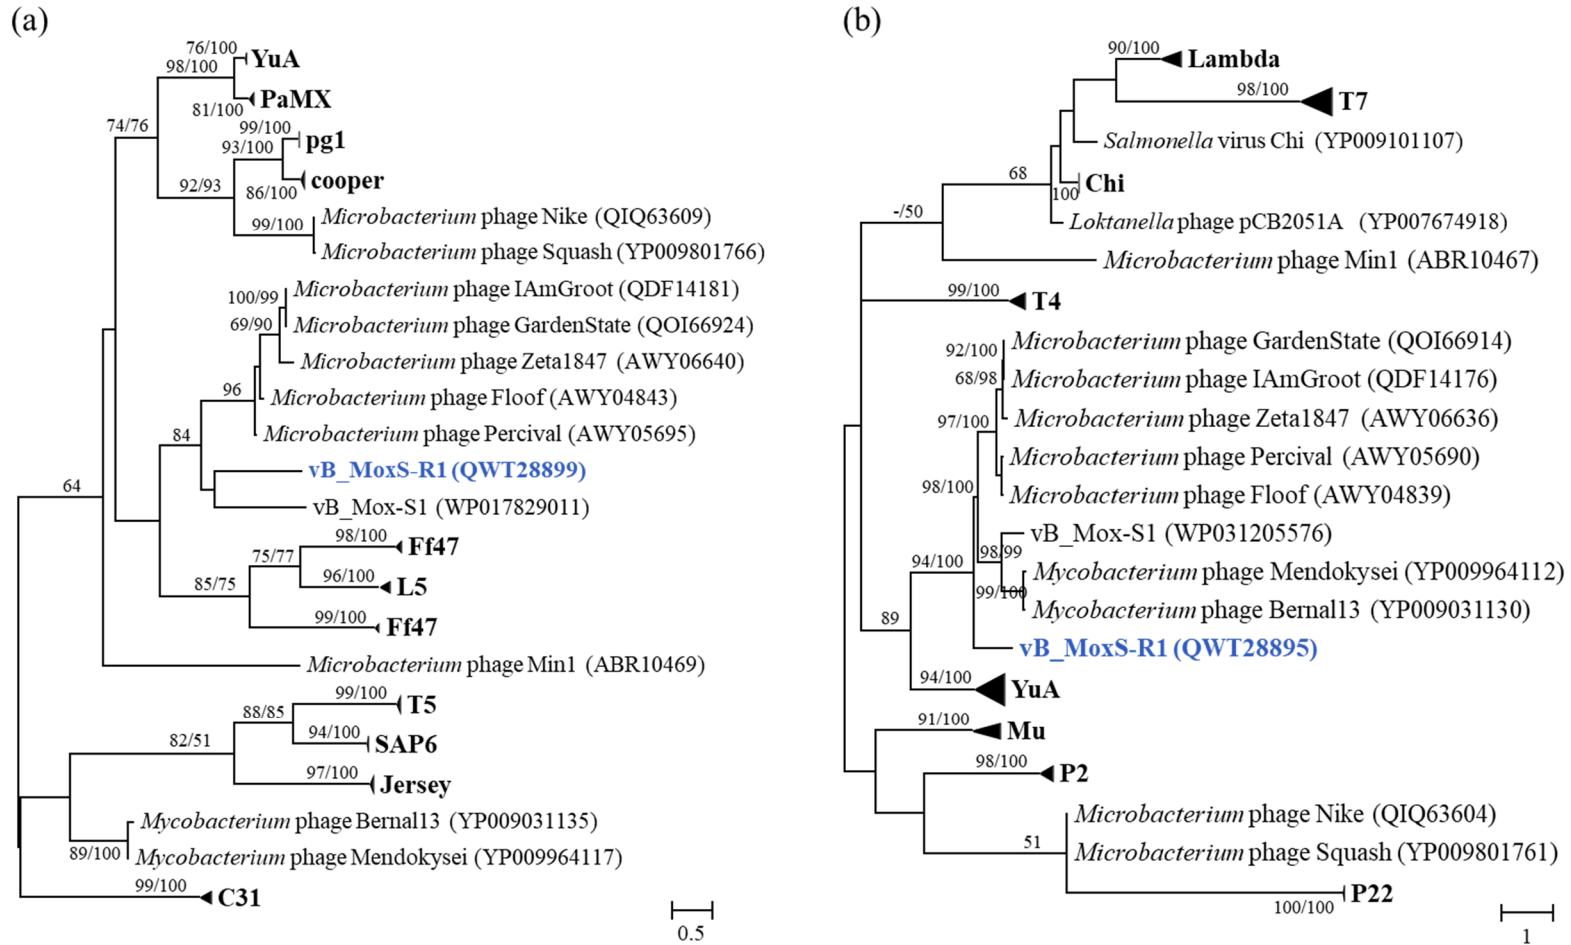 (a)
76/100
YuA
98/100
81/100
PaMX
74/76
99/100
pg1
93/100
86/100
cooper
92/93
99/100
Microbacterium phage Nike (QIQ63609)
Microbacterium phage Squash (YP009801766)
100/99
Microbacterium phage IAmGroot (QDF14181)
69/90
Microbacterium phage GardenState (QOI66924)
Microbacterium phage Zeta1847 (AWY06640)
96
Microbacterium phage Floof (AWY04843)
84
Microbacterium phage Percival (AWY05695)
vB_MoxS-R1 (QWT28899)
64
vB_Mox-S1 (WP017829011)
98/100
Ff47
75/77
96/100
L5
85/75
99/100
Ff47
Microbacterium phage Min1 (ABR10469)
99/100
T5
88/85
94/100
SAP6
82/51
97/100
Jersey
Mycobacterium phage Bernal13 (YP009031135)
89/100
Mycobacterium phage Mendokysei (YP009964117)
99/100
C31
0.5
(b)
90/100
Lambda
98/100
T7
Salmonella virus Chi (YP009101107)
68
100
Chi
-/50
Loktanella phage pCB2051A (YP007674918)
Microbacterium phage Min1 (ABR10467)
99/100
T4
92/100
Microbacterium phage GardenState (QOI66914)
68/98
Microbacterium phage IAmGroot (QDF14176)
97/100
Microbacterium phage Zeta1847 (AWY06636)
Microbacterium phage Percival (AWY05690)
98/100
Microbacterium phage Floof (AWY04839)
vB_Mox-S1 (WP031205576)
98/99
94/100
Mycobacterium phage Mendokysei (YP009964112)
99/100
Mycobacterium phage Bernal13 (YP009031130)
89
vB_MoxS-R1 (QWT28895)
94/100
YuA
91/100
Mu
98/100
P2
Microbacterium phage Nike (QIQ63604)
51
Microbacterium phage Squash (YP009801761)
P22
100/100
1